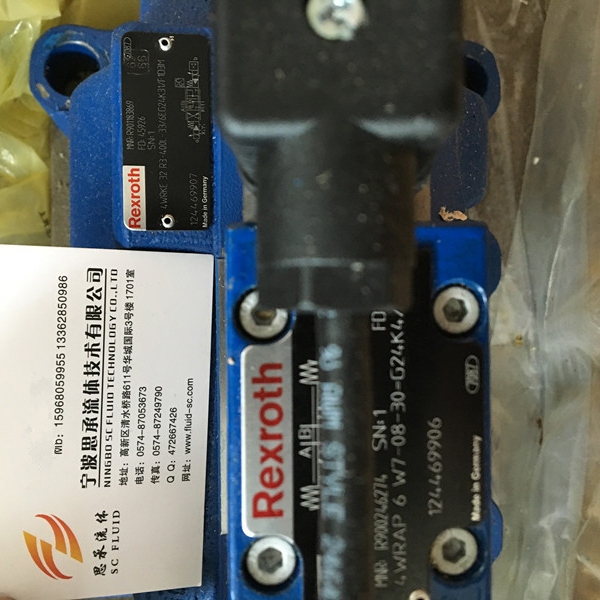 Rexroth
MNR: R901183869
FD: 45926
SN: 1
4WRKE 32 R3-400L-33/6EG24K31/F1D3M
124469907
Made in Germany
Rexroth
A B
MNR: R900246274
FD
SN: 1
4WRAP 6 W7-08-30=G24K4/
124469906
Made in Germany
阿D: 15968059955 13362850986
宁波思承流体技术有限公司
NINGBO SC FLUID TECHNOLOGY CO.,LTD
地址: 高新区清水桥路611号华城国际3号楼 1701室
电话: 0574-87053673
传真: 0574-87249790
Q Q: 472667426
网址: www.fluid-sc.com
思承流体
SC FLUID